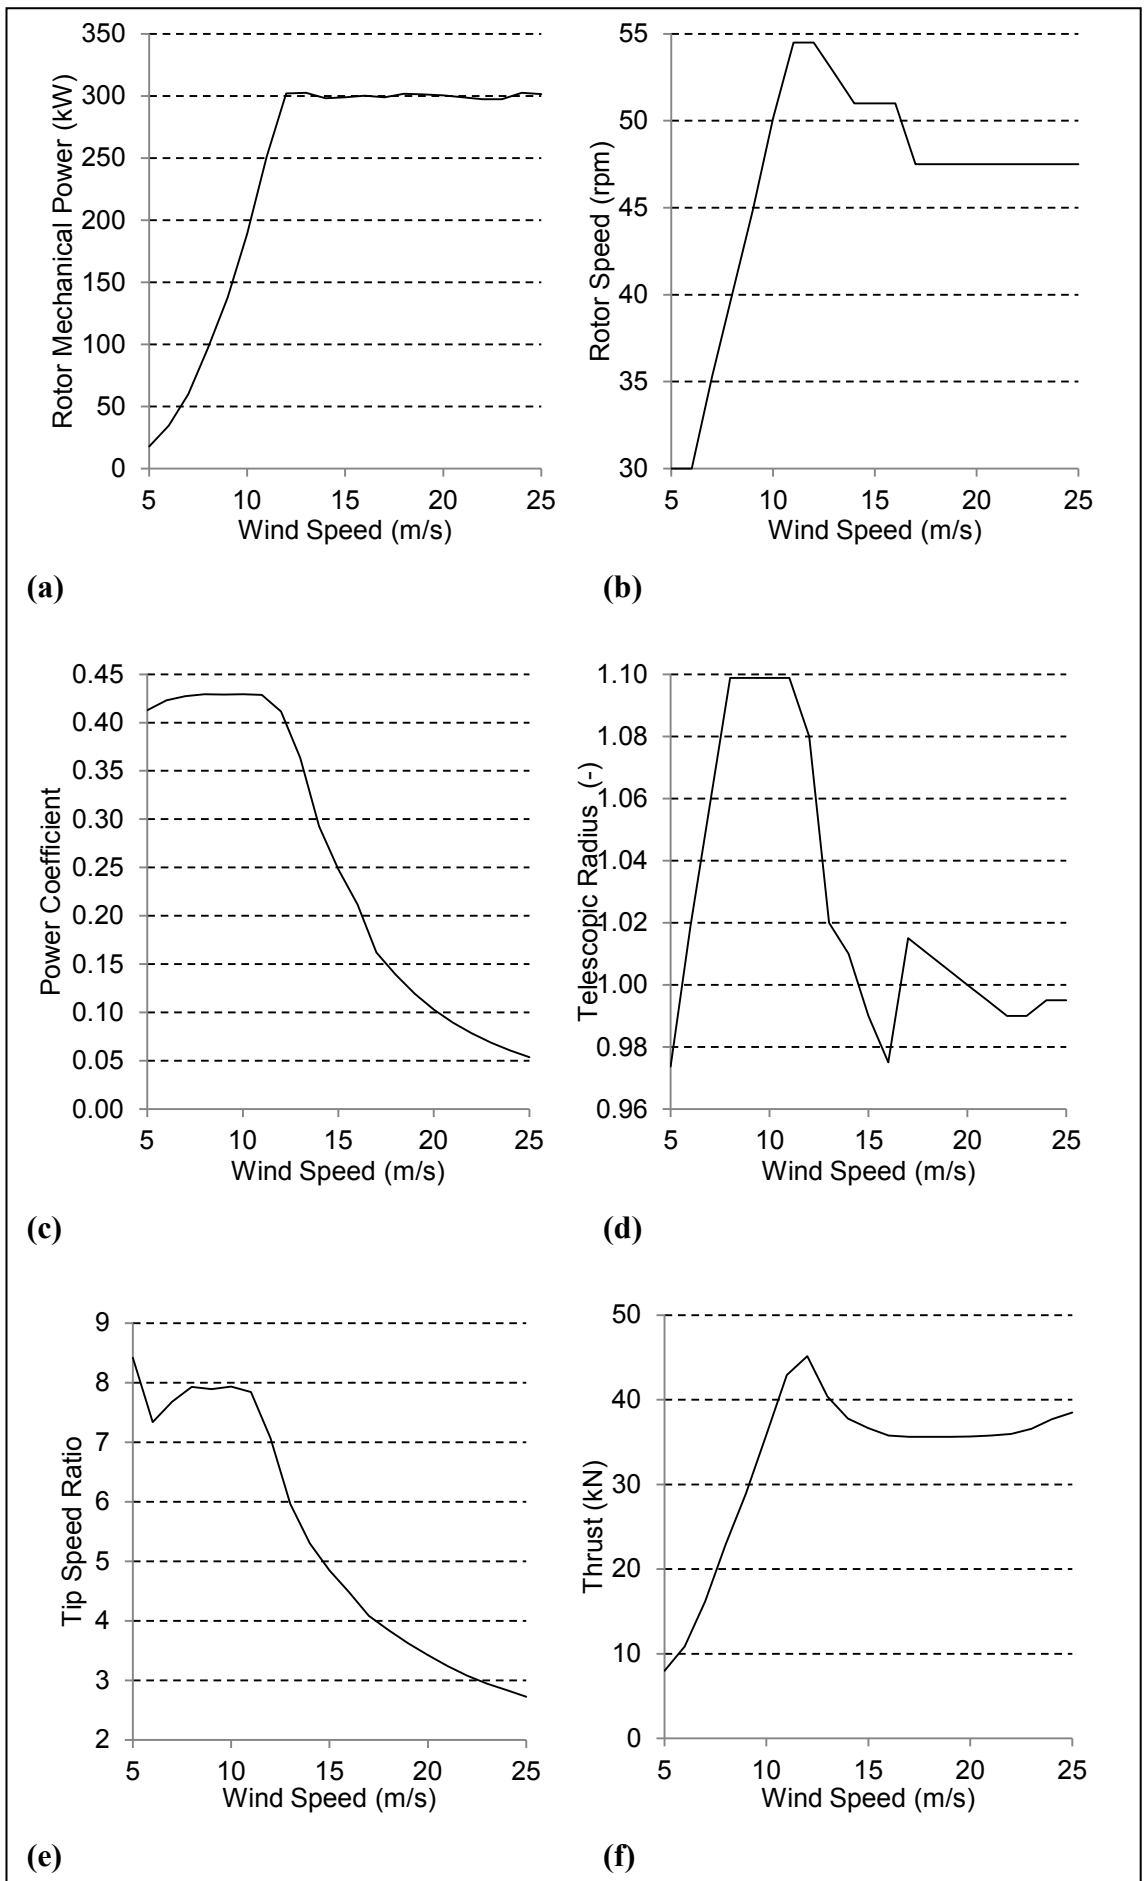 350
300
250
200
150
100
50
0
Rotor Mechanical Power (kW)
5 10 15 20 25
Wind Speed (m/s)
(a)
55
50
45
40
35
30
Rotor Speed (rpm)
5 10 15 20 25
Wind Speed (m/s)
(b)
0.45
0.40
0.35
0.30
0.25
0.20
0.15
0.10
0.05
0.00
Power Coefficient
5 10 15 20 25
Wind Speed (m/s)
(c)
1.10
1.08
1.06
1.04
1.02
1.00
0.98
0.96
Telescopic Radius (-)
5 10 15 20 25
Wind Speed (m/s)
(d)
9
8
7
6
5
4
3
2
Tip Speed Ratio
5 10 15 20 25
Wind Speed (m/s)
(e)
50
40
30
20
10
0
Thrust (kN)
5 10 15 20 25
Wind Speed (m/s)
(f)